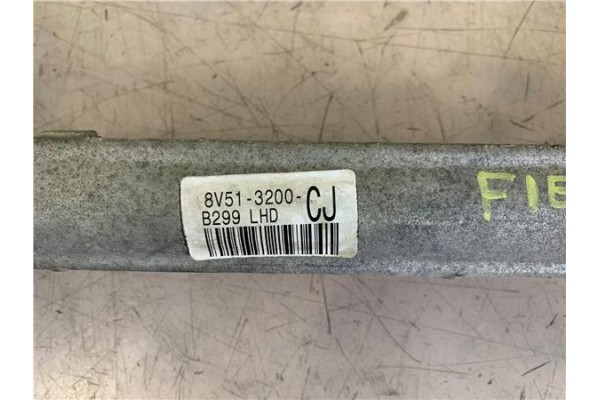 8V51-3200- CJ
B299 LHD
FIE